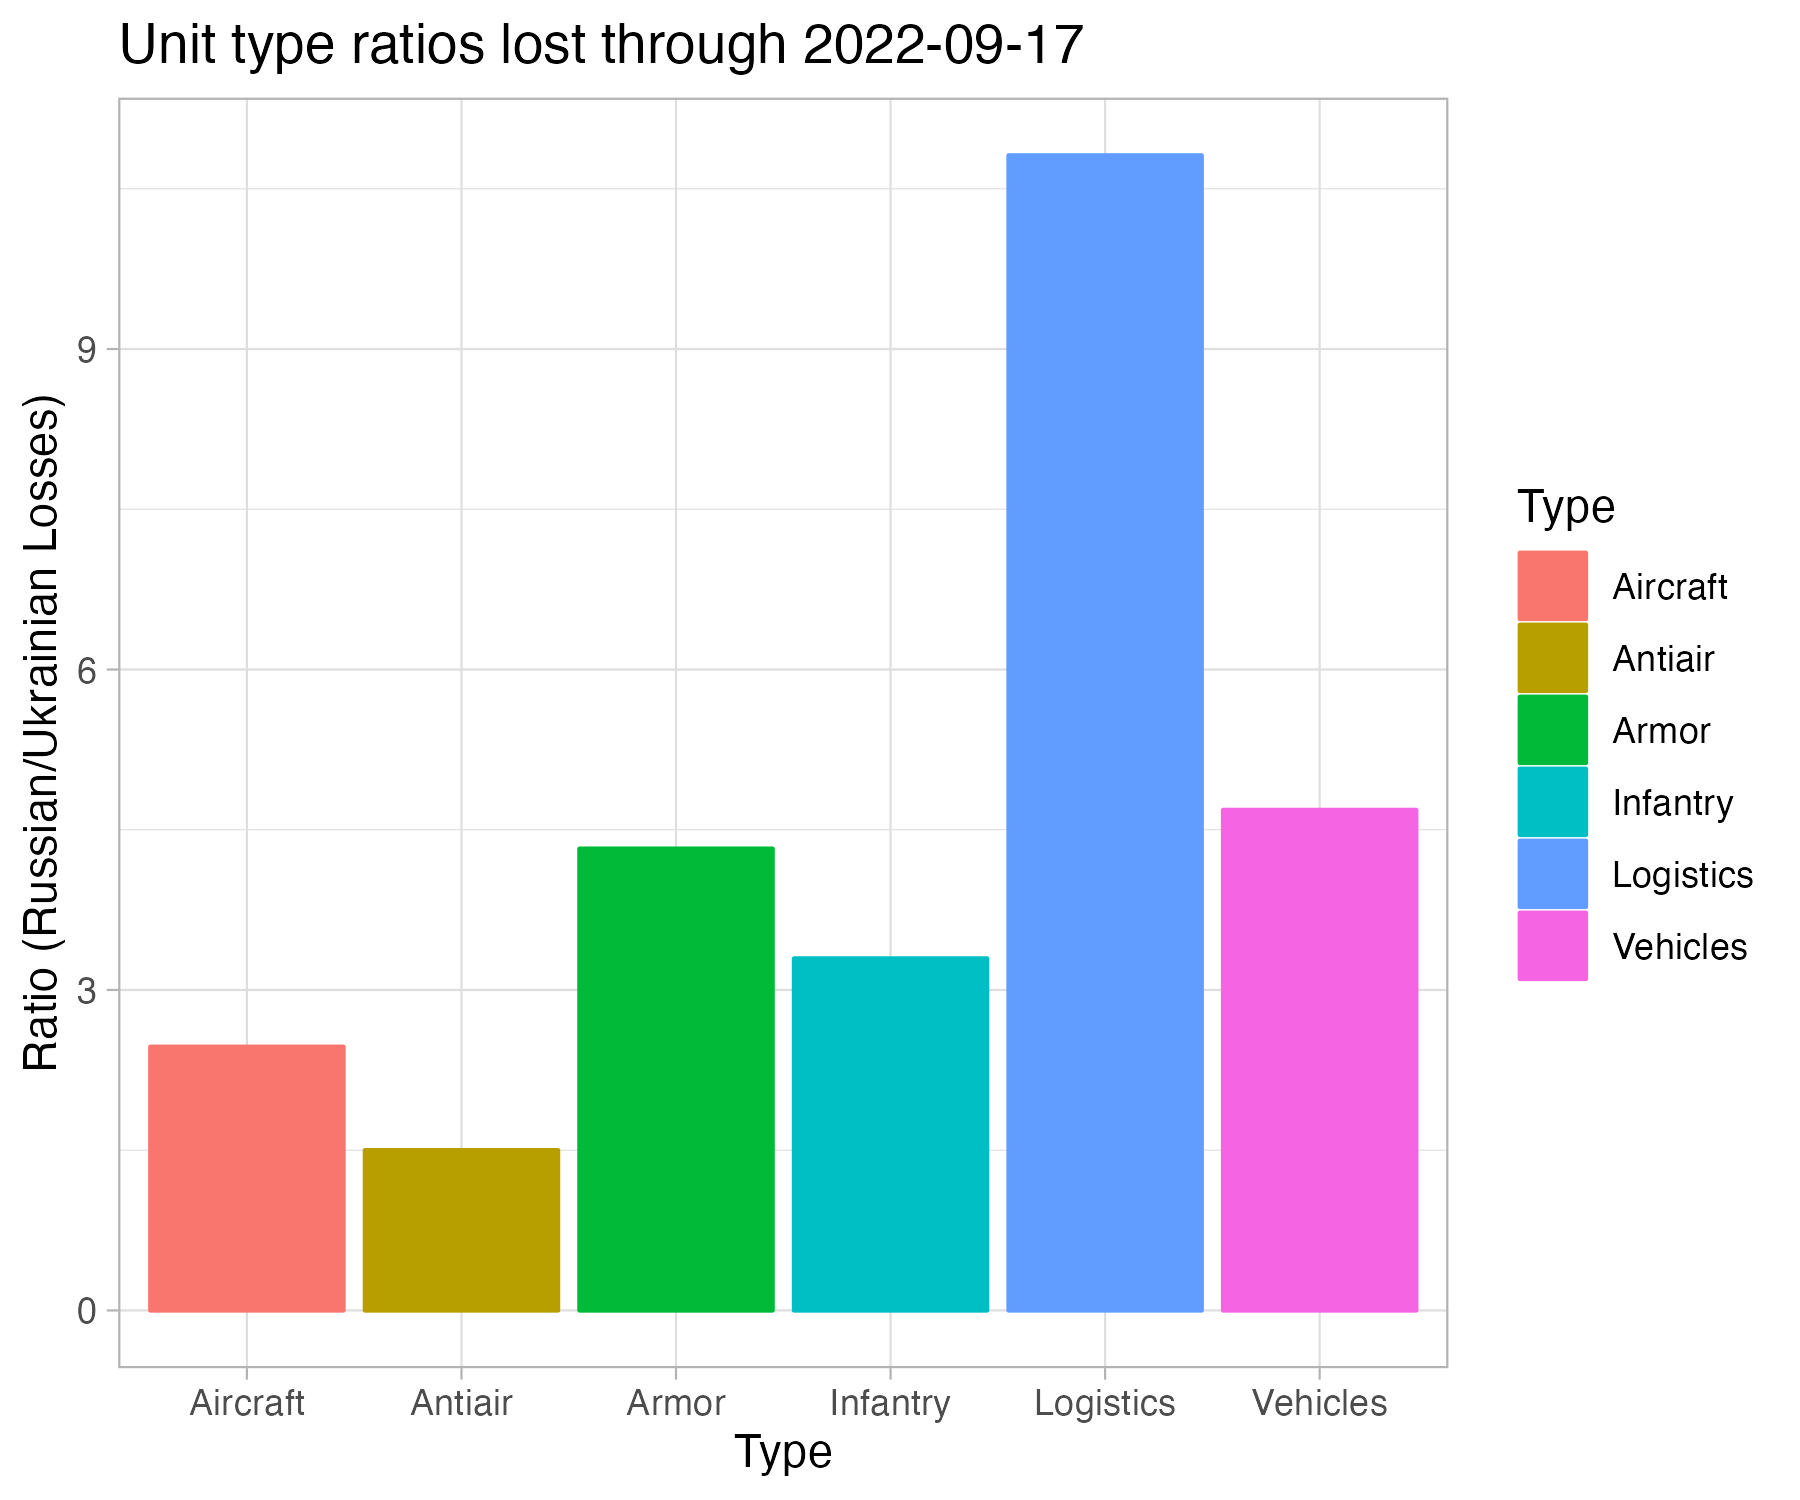 Unit type ratios lost through 2022-09-17
Ratio (Russian/Ukrainian Losses)
9
6
3
0
Aircraft Antiair Armor Infantry Logistics Vehicles
Type
Type
Aircraft
Antiair
Armor
Infantry
Logistics
Vehicles